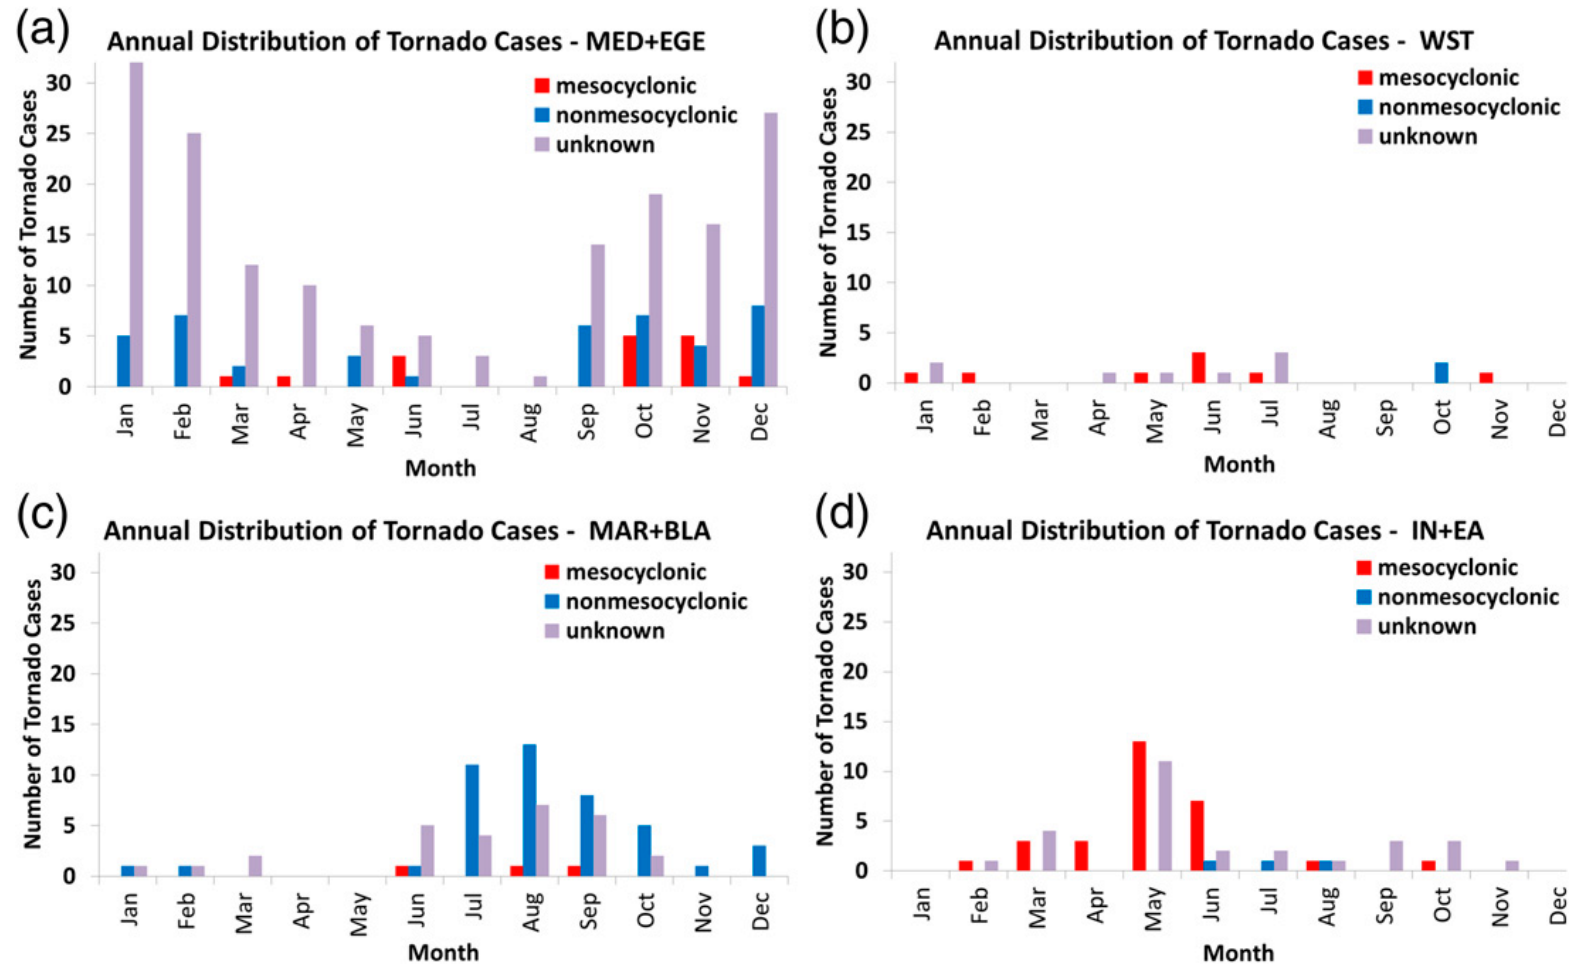 (a)
Annual Distribution of Tornado Cases - MED+EGE
mesocyclonic
nonmesocyclonic
unknown
Number of Tornado Cases
30
25
20
15
10
5
0
Jan Feb Mar Apr May Jun Jul Aug Sep Oct Nov Dec
Month
(b)
Annual Distribution of Tornado Cases - WST
mesocyclonic
nonmesocyclonic
unknown
Number of Tornado Cases
30
25
20
15
10
5
0
Jan Feb Mar Apr May Jun Jul Aug Sep Oct Nov Dec
Month
(c)
Annual Distribution of Tornado Cases - MAR+BLA
mesocyclonic
nonmesocyclonic
unknown
Number of Tornado Cases
30
25
20
15
10
5
0
Jan Feb Mar Apr May Jun Jul Aug Sep Oct Nov Dec
Month
(d)
Annual Distribution of Tornado Cases - IN+EA
mesocyclonic
nonmesocyclonic
unknown
Number of Tornado Cases
30
25
20
15
10
5
0
Jan Feb Mar Apr May Jun Jul Aug Sep Oct Nov Dec
Month